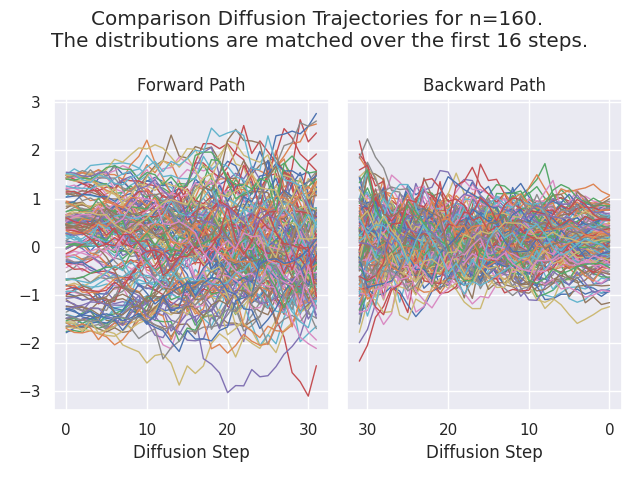 Comparison Diffusion Trajectories for n=160.
The distributions are matched over the first 16 steps.
Forward Path
Backward Path
3
2
1
0
−1
−2
−3
0
10
20
30
30
20
10
0
Diffusion Step
Diffusion Step